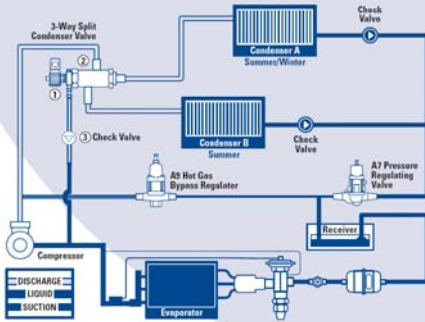 3-Way Split
Condenser Valve
Condenser A
Summer/Winter
Check
Valve
②
①
③ Check Valve
Condenser B
Summer
Check
Valve
A9 Hot Gas
Bypass Regulator
A7 Pressure
Regulating
Valve
Receiver
Compressor
DISCHARGE
LIQUID
SUCTION
Evaporator